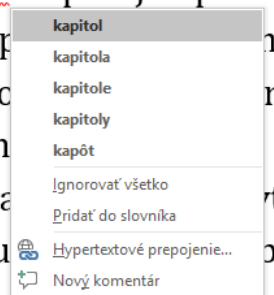 kapitol
kapitola
kapitole
kapitoly
kapôt
Ignorovať všetko
Pridať do slovníka
Hypertextové prepojenie...
Nový komentár